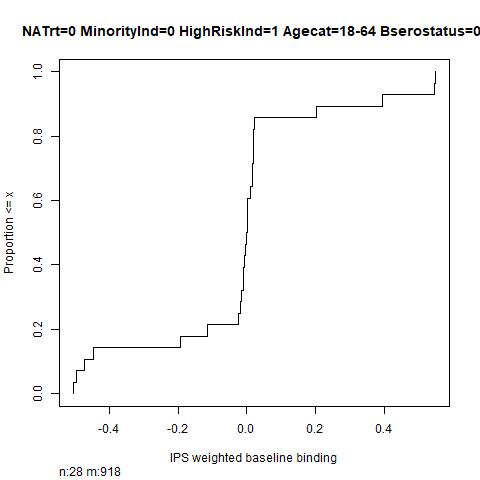 NATrt=0 MinorityInd=0 HighRiskInd=1 Agecat=18-64 Bserostatus=0
1.0
0.8
0.6
0.4
0.2
0.0
Proportion <= x
-0.4 -0.2 0.0 0.2 0.4
IPS weighted baseline binding
n:28 m:918